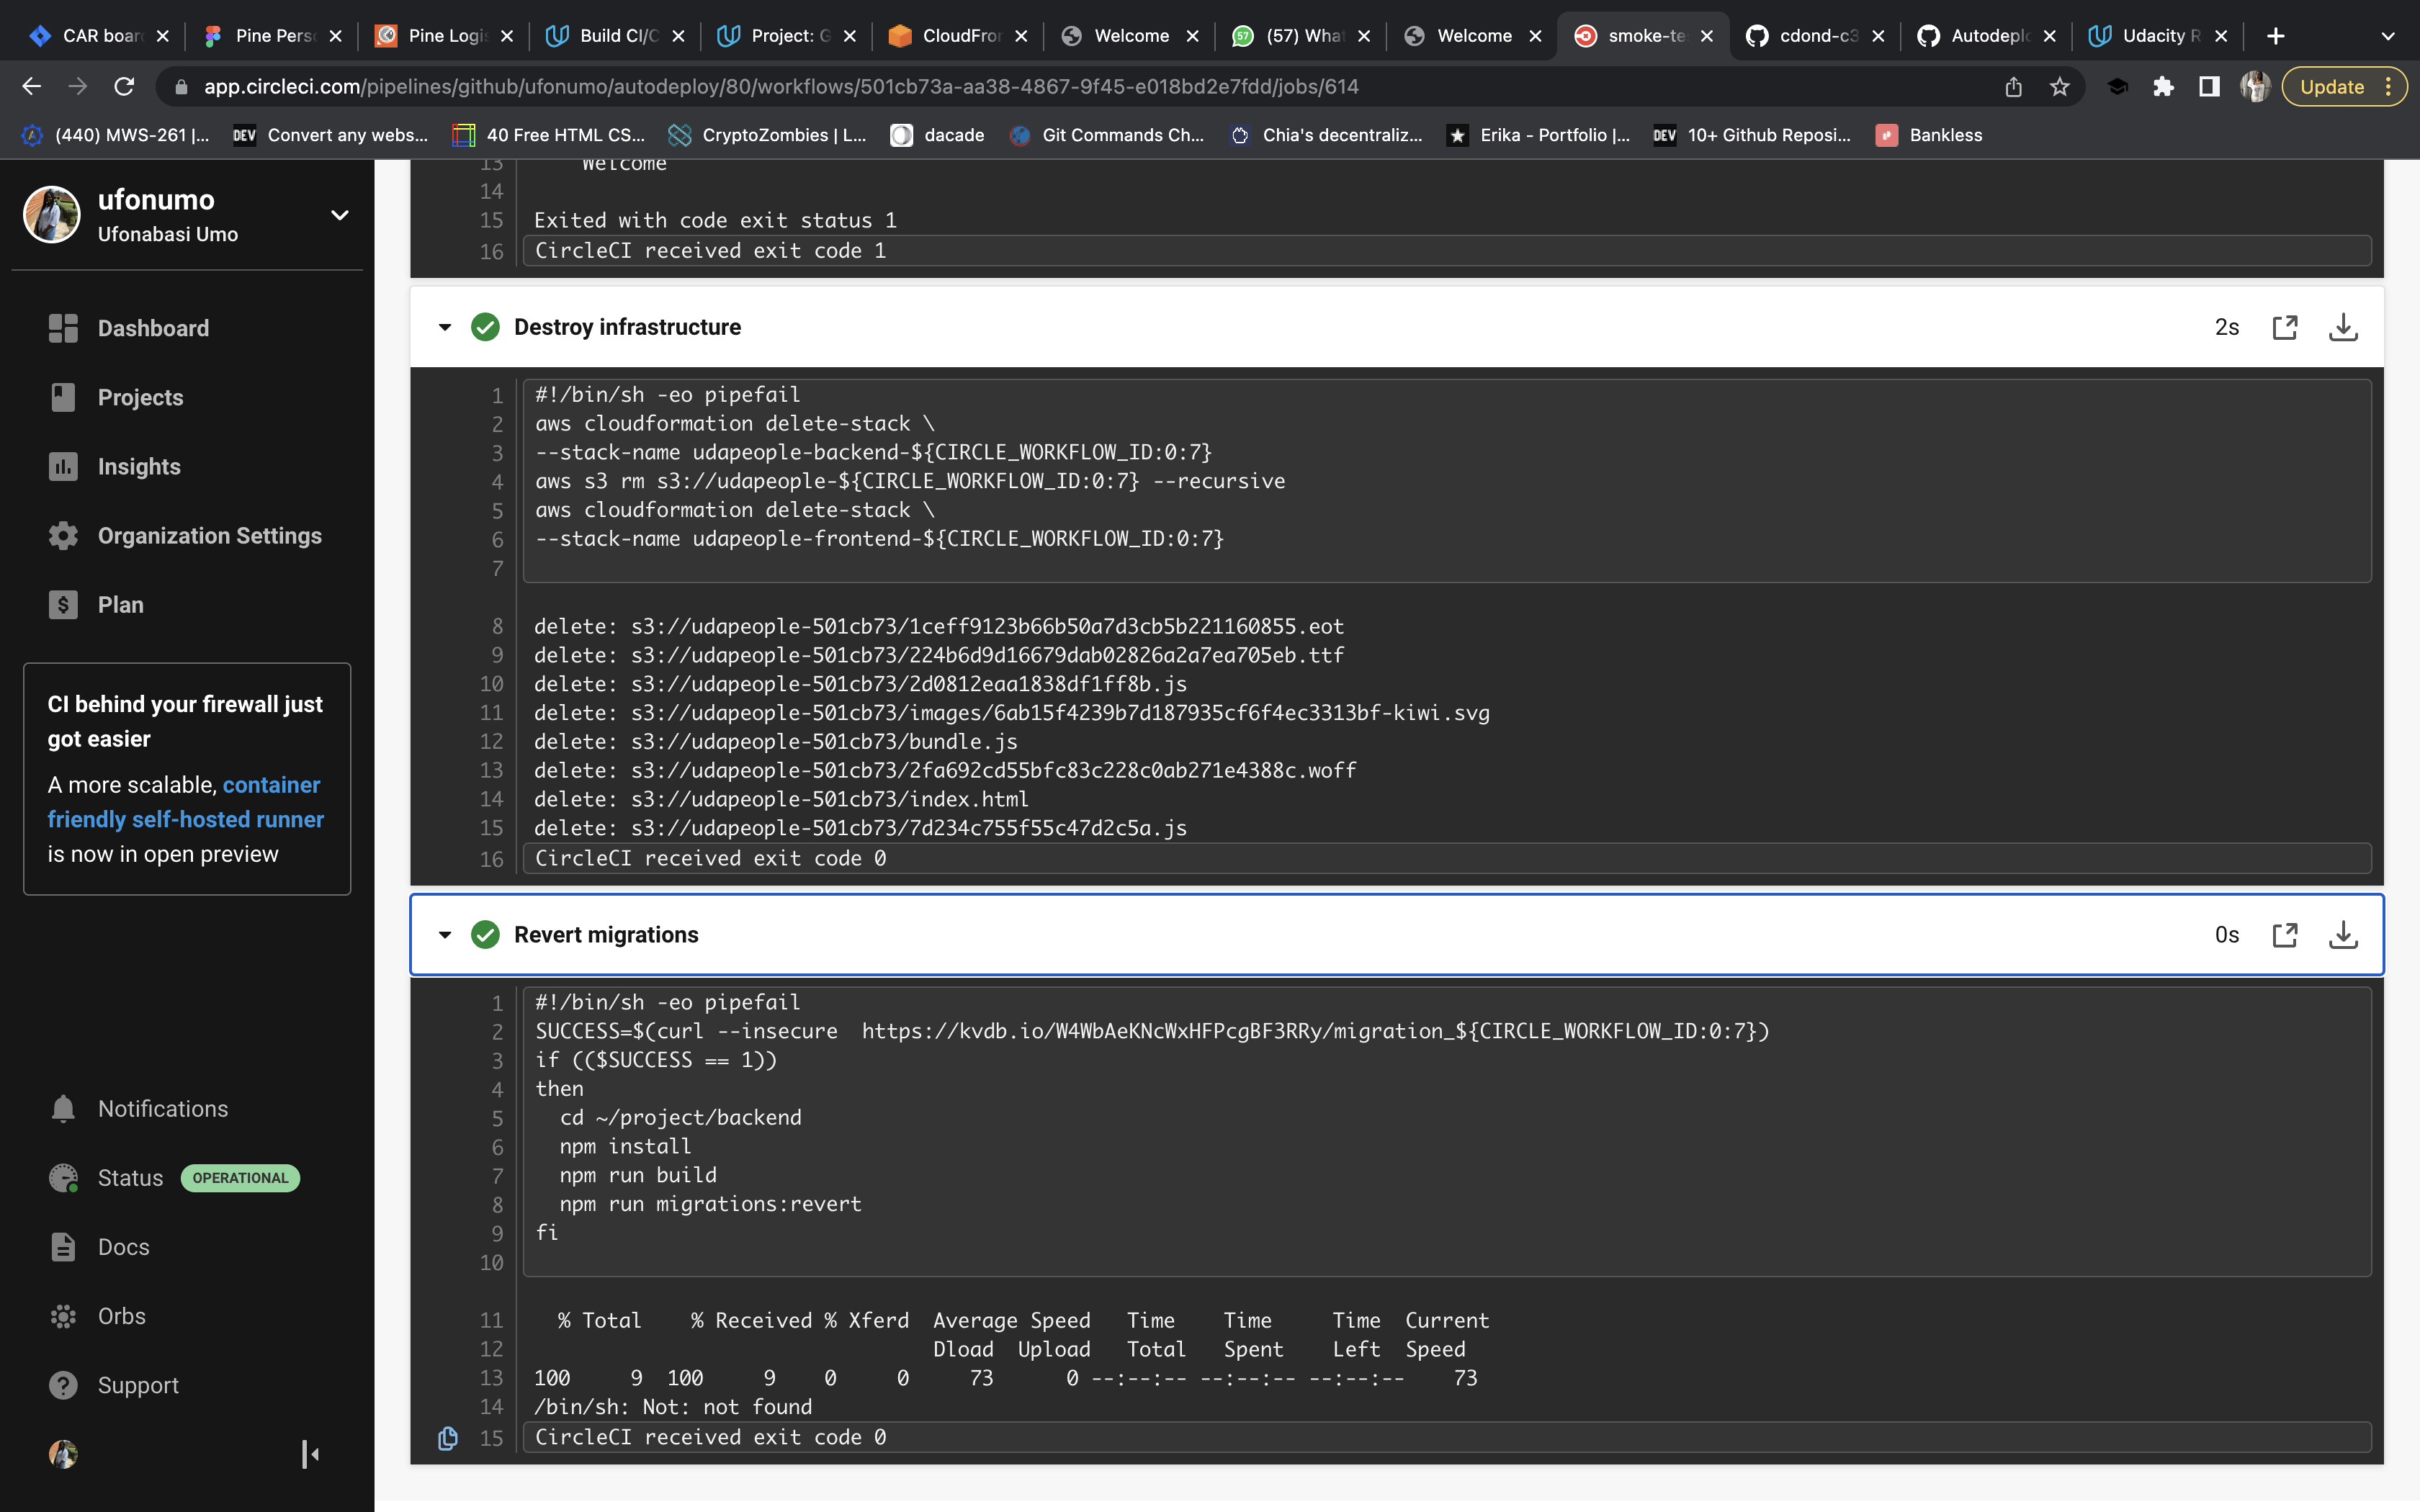 CAR boar
Pine Pers
Pine Logi
Build CI/C
Project: G
CloudFron
Welcome
(57) What
Welcome
smoke-te
cdond-c3
Autodeplo
Udacity R
app.circleci.com/pipelines/github/ufonumo/autodeploy/80/workflows/501cb73a-aa38-4867-9f45-e018bd2e7fdd/jobs/614
Update
(440) MWS-261 |...
DEV Convert any webs...
40 Free HTML CS...
CryptoZombies | L...
dacade
Git Commands Ch...
Chia's decentraliz...
Erika - Portfolio |...
DEV 10+ Github Reposi...
Bankless
ufonumo
Ufonabasi Umo
Dashboard
Projects
Insights
Organization Settings
Plan
CI behind your firewall just
got easier
A more scalable, container
friendly self-hosted runner
is now in open preview
Notifications
Status OPERATIONAL
Docs
Orbs
Support
13 Welcome
14
15 Exited with code exit status 1
16 CircleCI received exit code 1
Destroy infrastructure 2s
1 #!/bin/sh -eo pipefail
2 aws cloudformation delete-stack \
3 --stack-name udapeople-backend-${CIRCLE_WORKFLOW_ID:0:7}
4 aws s3 rm s3://udapeople-${CIRCLE_WORKFLOW_ID:0:7} --recursive
5 aws cloudformation delete-stack \
6 --stack-name udapeople-frontend-${CIRCLE_WORKFLOW_ID:0:7}
7
8 delete: s3://udapeople-501cb73/1ceff9123b66b50a7d3cb5b221160855.eot
9 delete: s3://udapeople-501cb73/224b6d9d16679dab02826a2a7ea705eb.ttf
10 delete: s3://udapeople-501cb73/2d0812eaa1838df1ff8b.js
11 delete: s3://udapeople-501cb73/images/6ab15f4239b7d187935cf6f4ec3313bf-kiwi.svg
12 delete: s3://udapeople-501cb73/bundle.js
13 delete: s3://udapeople-501cb73/2fa692cd55bfc83c228c0ab271e4388c.woff
14 delete: s3://udapeople-501cb73/index.html
15 delete: s3://udapeople-501cb73/7d234c755f55c47d2c5a.js
16 CircleCI received exit code 0
Revert migrations 0s
1 #!/bin/sh -eo pipefail
2 SUCCESS=$(curl --insecure  https://kvdb.io/W4WbAeKNcWxHFPcgBF3RRy/migration_${CIRCLE_WORKFLOW_ID:0:7})
3 if (($SUCCESS == 1))
4 then
5 cd ~/project/backend
6 npm install
7 npm run build
8 npm run migrations:revert
9 fi
10
11 % Total % Received % Xferd Average Speed Time Time Time Current
12 Dload Upload Total Spent Left Speed
13 100 9 100 9 0 0 73 0 --:--:-- --:--:-- --:--:-- 73
14 /bin/sh: Not: not found
15 CircleCI received exit code 0